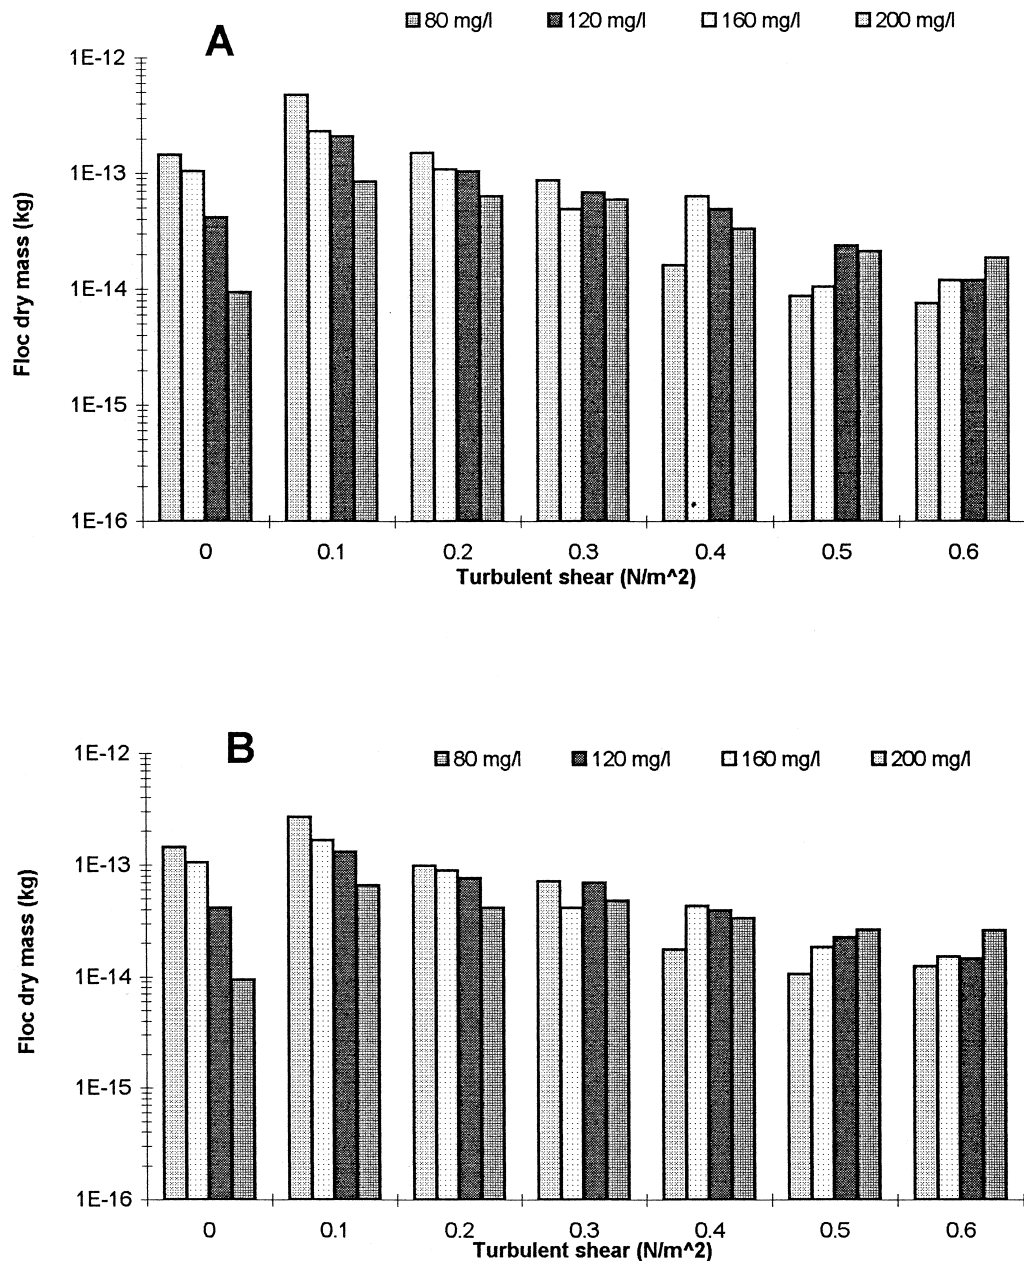 80 mg/l 120 mg/l 160 mg/l 200 mg/l
A
1E-12
1E-13
1E-14
1E-15
1E-16
Floc dry mass (kg)
0 0.1 0.2 0.3 0.4 0.5 0.6
Turbulent shear (N/m^2)
B
80 mg/l 120 mg/l 160 mg/l 200 mg/l
1E-12
1E-13
1E-14
1E-15
1E-16
Floc dry mass (kg)
0 0.1 0.2 0.3 0.4 0.5 0.6
Turbulent shear (N/m^2)